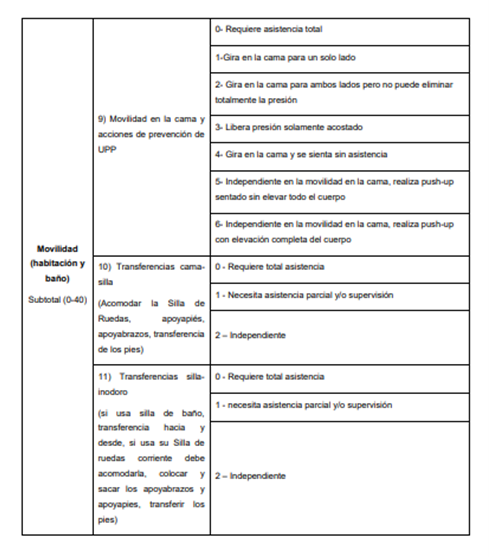 Movilidad
(habitación y
baño)
Subtotal (0-40)
9) Movilidad en la cama y
acciones de prevención de
UPP
0- Requiere asistencia total
1-Gira en la cama para un solo lado
2- Gira en la cama para ambos lados pero no puede eliminar
totalmente la presión
3- Libera presión solamente acostado
4- Gira en la cama y se sienta sin asistencia
5- Independiente en la movilidad en la cama, realiza push-up
sentado sin elevar todo el cuerpo
6- Independiente en la movilidad en la cama, realiza push-up
con elevación completa del cuerpo
10) Transferencias cama-
silla
(Acomodar la Silla de
Ruedas, apoyapiés,
apoyabrazos, transferencia
de los pies)
0 - Requiere total asistencia
1 - Necesita asistencia parcial y/o supervisión
2 – Independiente
11) Transferencias silla-
inodoro
(si usa silla de baño,
transferencia hacia y
desde, si usa su Silla de
ruedas corriente debe
acomodarla, colocar y
sacar los apoyabrazos y
apoyapies, transferir los
pies)
0 - Requiere total asistencia
1 - necesita asistencia parcial y/o supervisión
2 – Independiente